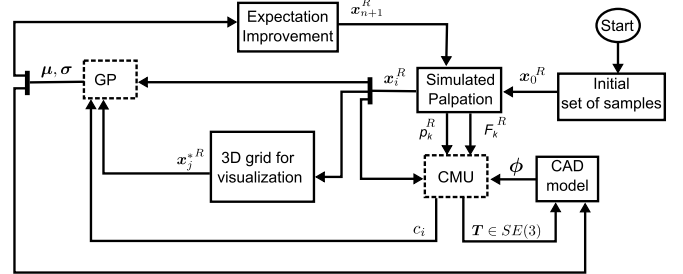 Expectation
Improvement
x_{n+1}^R
Start
μ, σ
GP
x_i^R
Simulated
Palpation
x_0^R
Initial
set of samples
p_k^R
F_k^R
x_j^{*R}
3D grid for
visualization
CMU
ϕ
CAD
model
c_i
T ∈ SE(3)